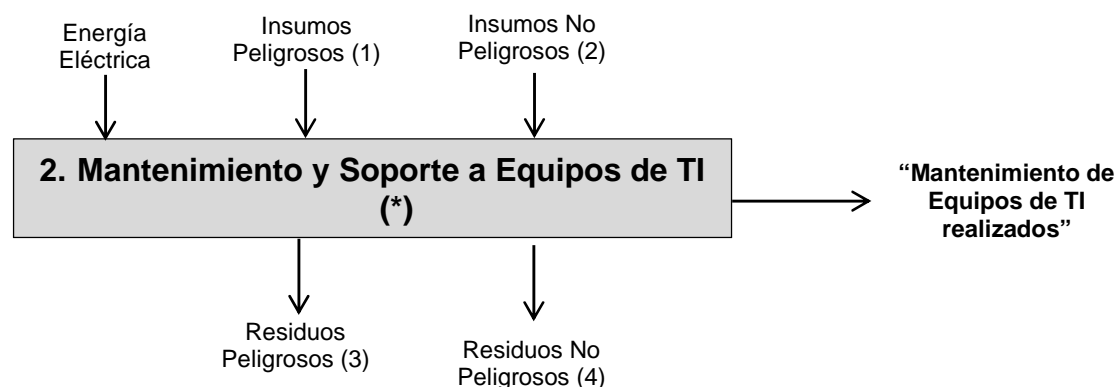 Energía
Eléctrica
Insumos
Peligrosos (1)
Insumos No
Peligrosos (2)
2. Mantenimiento y Soporte a Equipos de TI
(*)
“Mantenimiento de
Equipos de TI
realizados”
Residuos
Peligrosos (3)
Residuos No
Peligrosos (4)